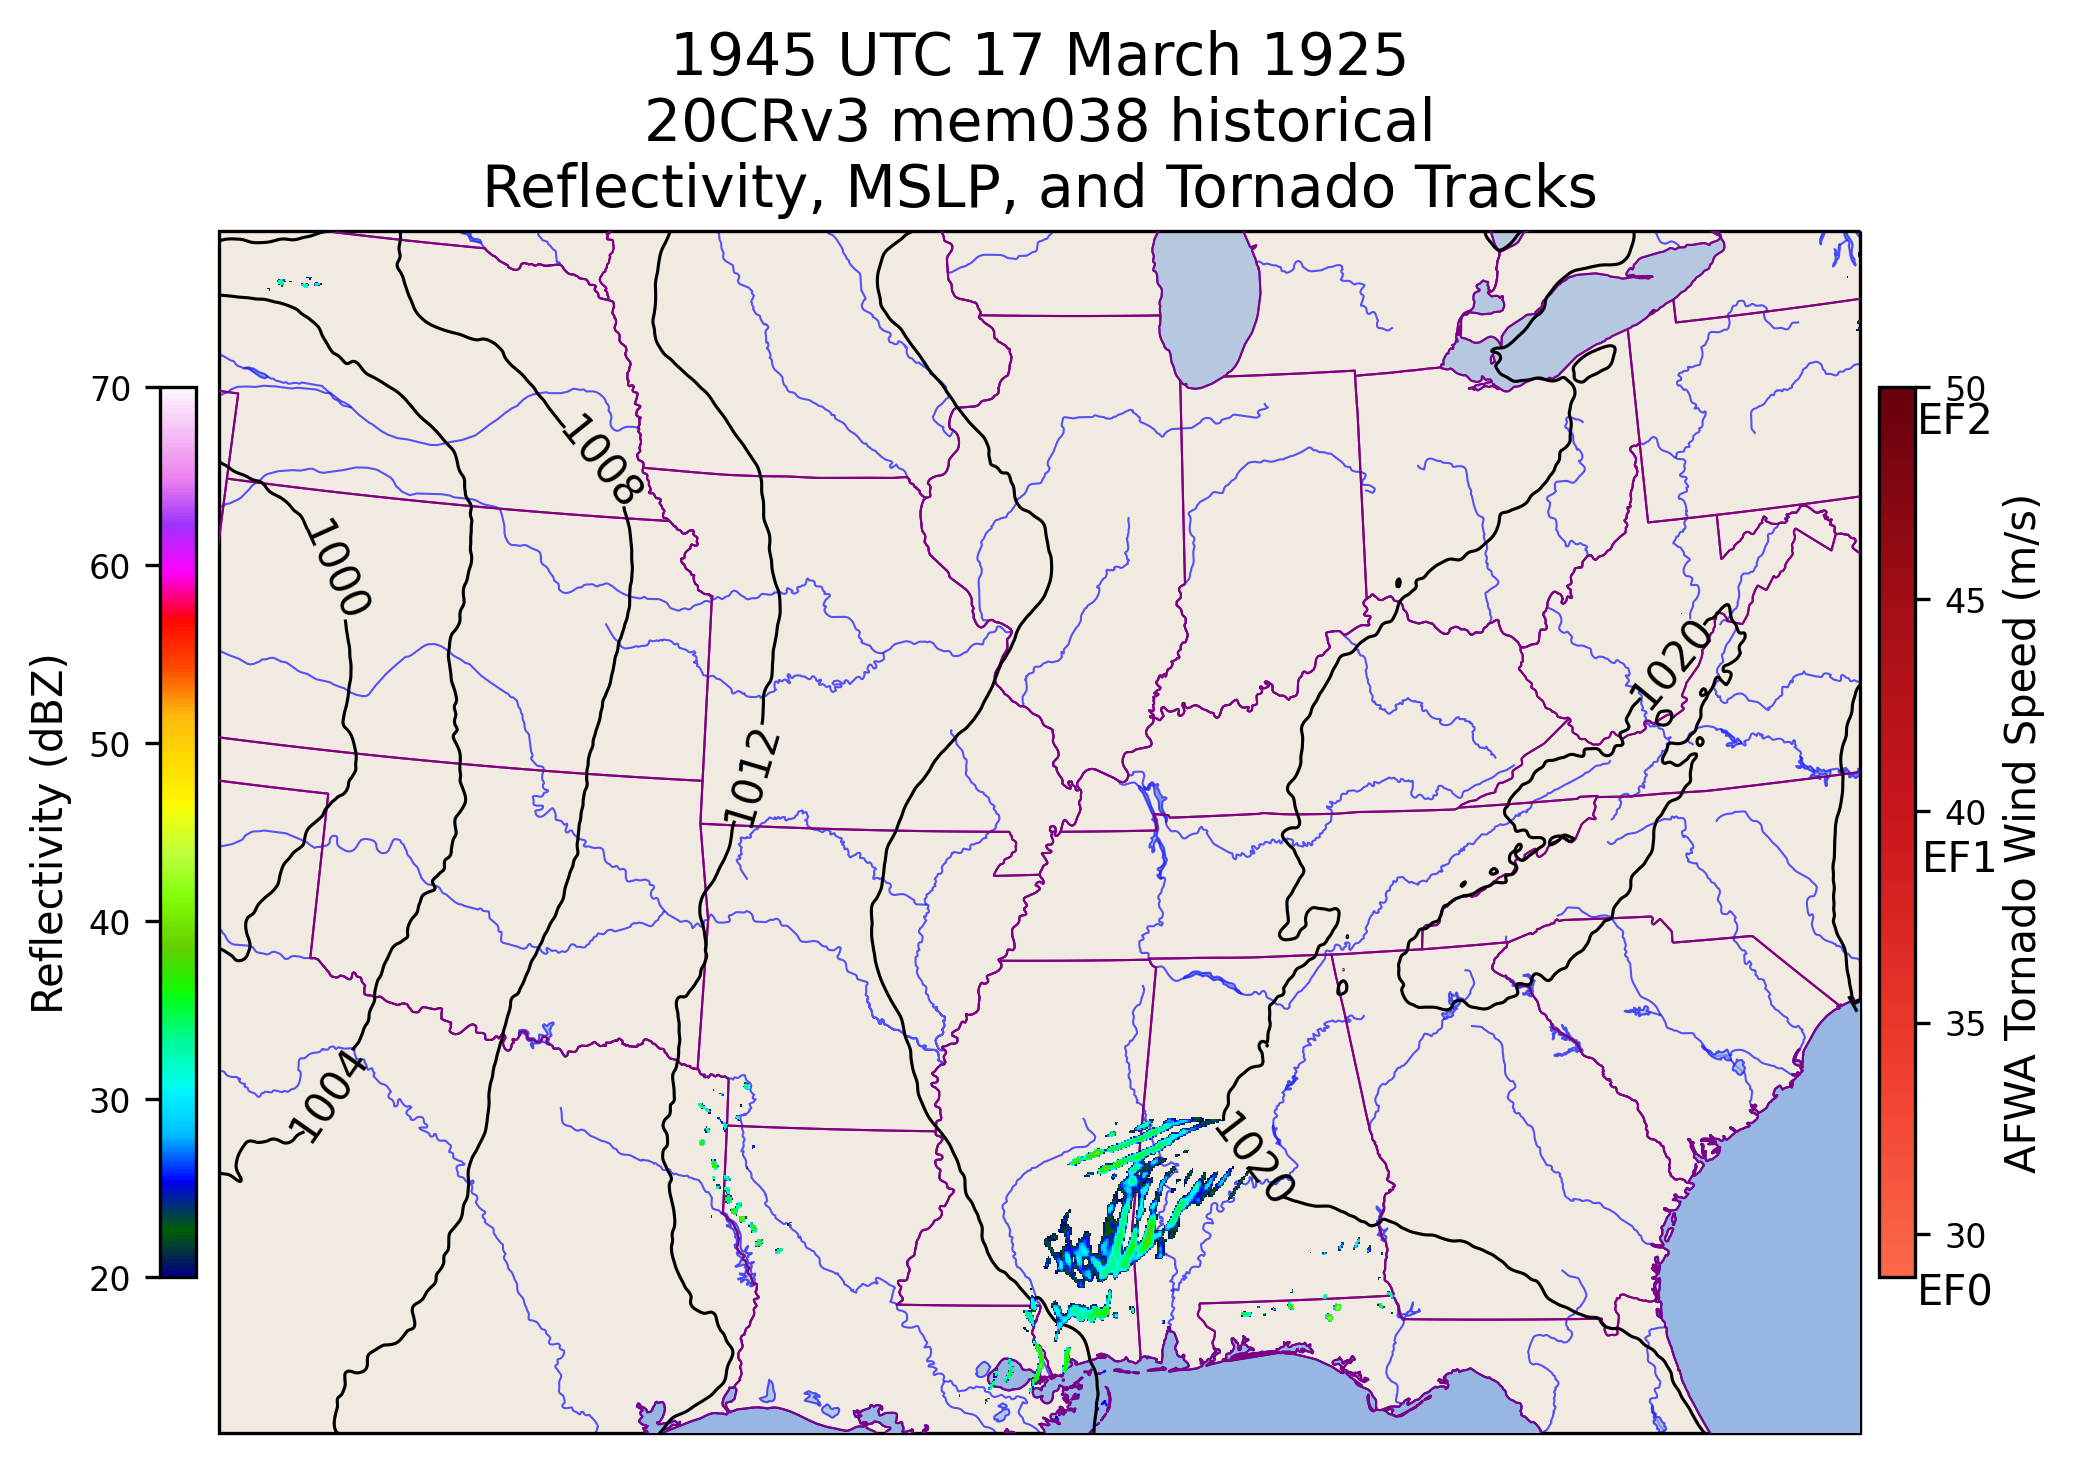 1945 UTC 17 March 1925
20CRv3 mem038 historical
Reflectivity, MSLP, and Tornado Tracks
70
60
50
40
30
20
Reflectivity (dBZ)
1000
1008
1012
1004
1020
1020
50
EF2
45
40
EF1
35
30
EF0
AFWA Tornado Wind Speed (m/s)